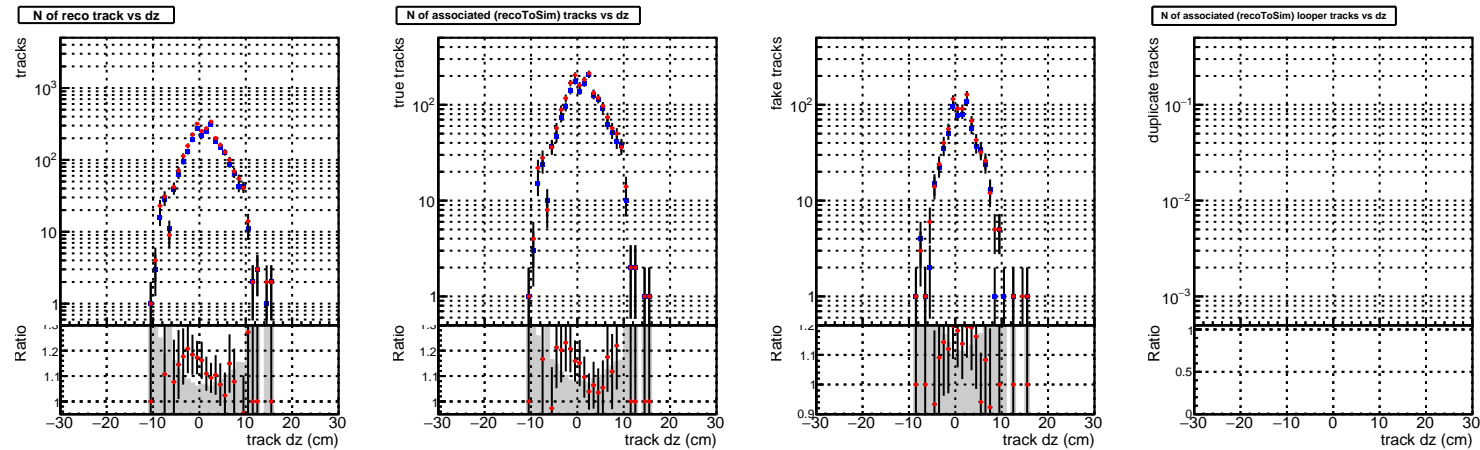 N of reco track vs dz
tracks
10³
10²
10
1
Ratio
1.3
1.2
1.1
1
−30 −20 −10 0 10 20 30
track dz (cm)
N of associated (recoToSim) tracks vs dz
true tracks
10²
10
1
Ratio
1.3
1.2
1.1
1
−30 −20 −10 0 10 20 30
track dz (cm)
fake tracks
10²
10
1
Ratio
1.2
1.1
1
0.9
−30 −20 −10 0 10 20 30
track dz (cm)
N of associated (recoToSim) looper tracks vs dz
duplicate tracks
10⁻¹
10⁻²
10⁻³
Ratio
1
0.5
0
−30 −20 −10 0 10 20 30
track dz (cm)